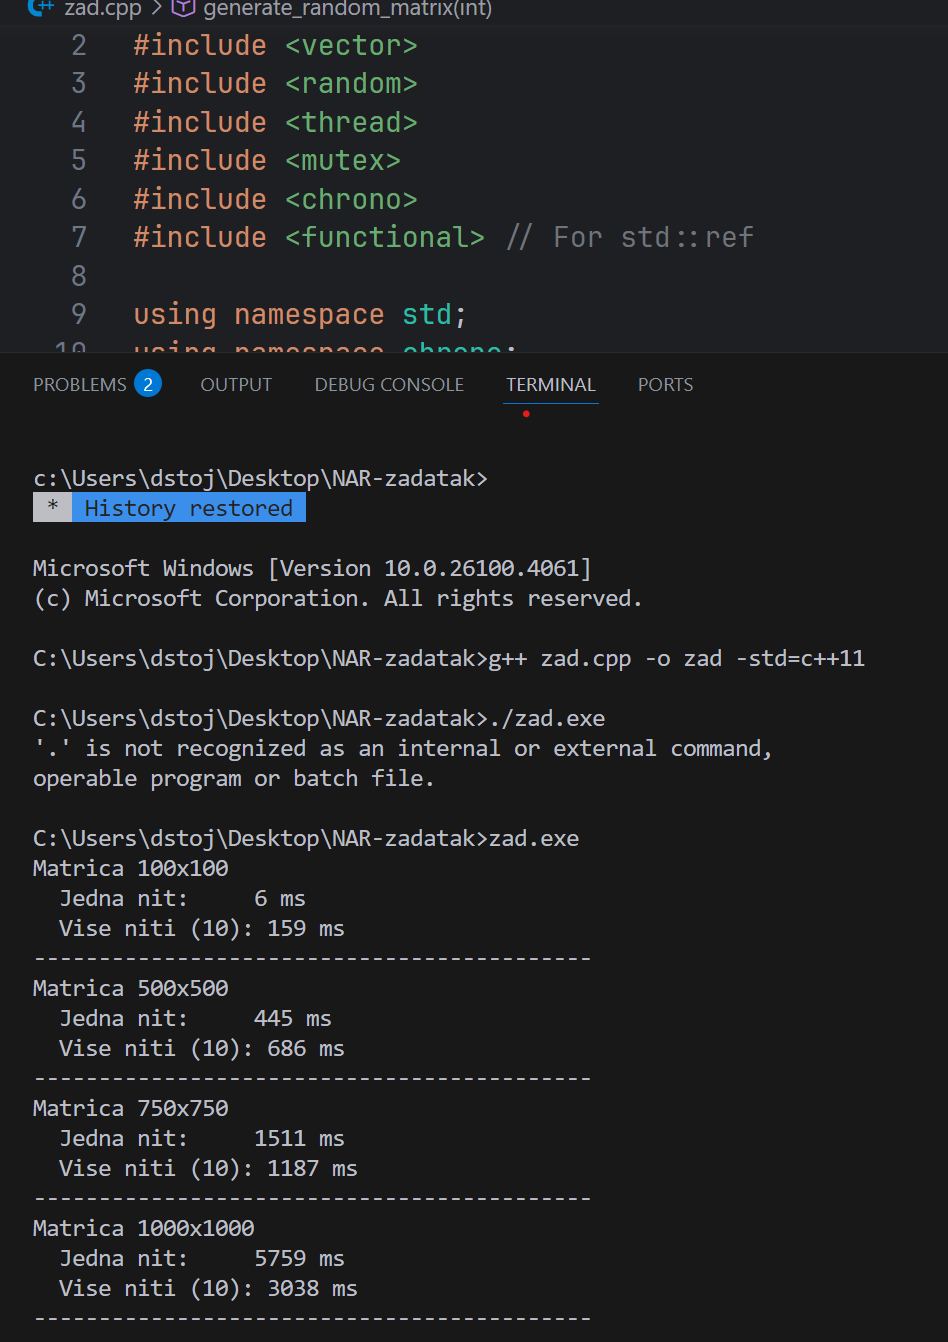 zad.cpp > generate_random_matrix(int)
2 #include <vector>
3 #include <random>
4 #include <thread>
5 #include <mutex>
6 #include <chrono>
7 #include <functional> // For std::ref
8
9 using namespace std;
10 using namespace chrono;
PROBLEMS 2 OUTPUT DEBUG CONSOLE TERMINAL PORTS
c:\Users\dstoj\Desktop\NAR-zadatak>
* History restored
Microsoft Windows [Version 10.0.26100.4061]
(c) Microsoft Corporation. All rights reserved.
C:\Users\dstoj\Desktop\NAR-zadatak>g++ zad.cpp -o zad -std=c++11
C:\Users\dstoj\Desktop\NAR-zadatak>./zad.exe
'.' is not recognized as an internal or external command,
operable program or batch file.
C:\Users\dstoj\Desktop\NAR-zadatak>zad.exe
Matrica 100x100
Jedna nit: 6 ms
Vise niti (10): 159 ms
-------------------------------------------
Matrica 500x500
Jedna nit: 445 ms
Vise niti (10): 686 ms
-------------------------------------------
Matrica 750x750
Jedna nit: 1511 ms
Vise niti (10): 1187 ms
-------------------------------------------
Matrica 1000x1000
Jedna nit: 5759 ms
Vise niti (10): 3038 ms
-------------------------------------------